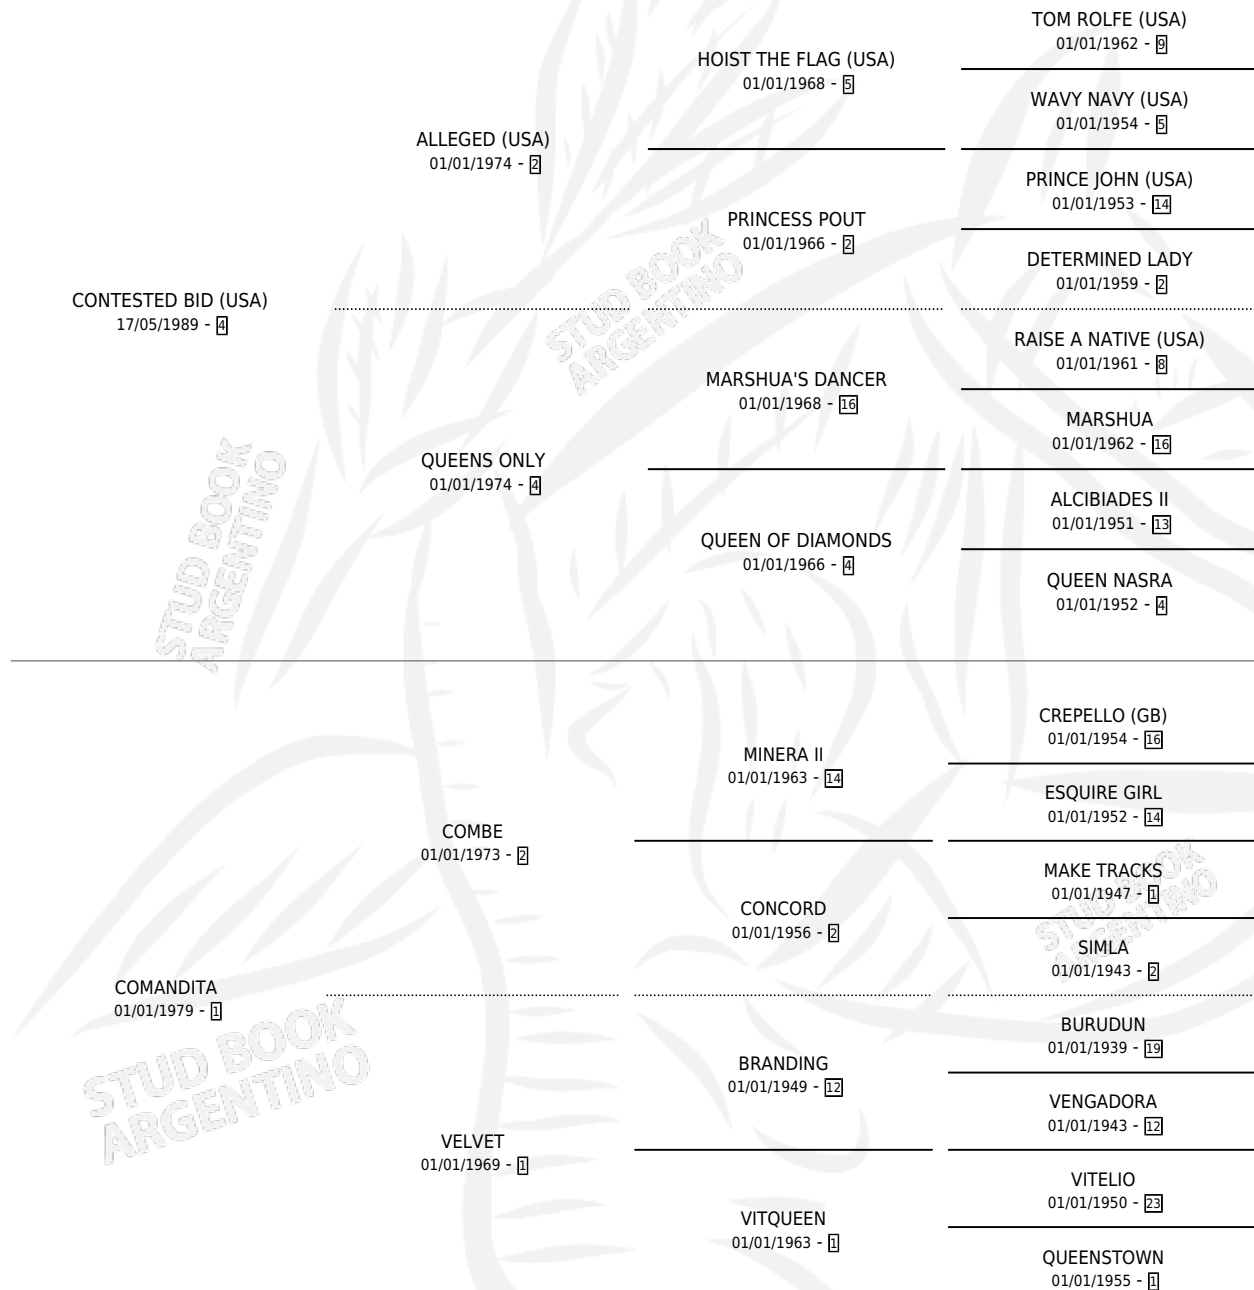 TOM ROLFE (USA)
01/01/1962 - 9
HOIST THE FLAG (USA)
01/01/1968 - 5
WAVY NAVY (USA)
01/01/1954 - 5
ALLEGED (USA)
01/01/1974 - 2
PRINCE JOHN (USA)
01/01/1953 - 14
PRINCESS POUT
01/01/1966 - 2
DETERMINED LADY
01/01/1959 - 2
CONTESTED BID (USA)
17/05/1989 - 4
RAISE A NATIVE (USA)
01/01/1961 - 8
MARSHUA'S DANCER
01/01/1968 - 16
MARSHUA
01/01/1962 - 16
QUEENS ONLY
01/01/1974 - 4
ALCIBIADES II
01/01/1951 - 13
QUEEN OF DIAMONDS
01/01/1966 - 4
QUEEN NASRA
01/01/1952 - 4
CREPELLO (GB)
01/01/1954 - 16
MINERA II
01/01/1963 - 14
ESQUIRE GIRL
01/01/1952 - 14
COMBE
01/01/1973 - 2
MAKE TRACKS
01/01/1947 - 1
CONCORD
01/01/1956 - 2
SIMLA
01/01/1943 - 2
COMANDITA
01/01/1979 - 1
BURUDUN
01/01/1939 - 19
BRANDING
01/01/1949 - 12
VENGADORA
01/01/1943 - 12
VELVET
01/01/1969 - 1
VITELIO
01/01/1950 - 23
VITQUEEN
01/01/1963 - 1
QUEENSTOWN
01/01/1955 - 1
STUD BOOK
ARGENTINO
STUD BOOK
ARGENTINO
STUD BOOK
ARGENTINO
STUD BOOK
ARGENTINO